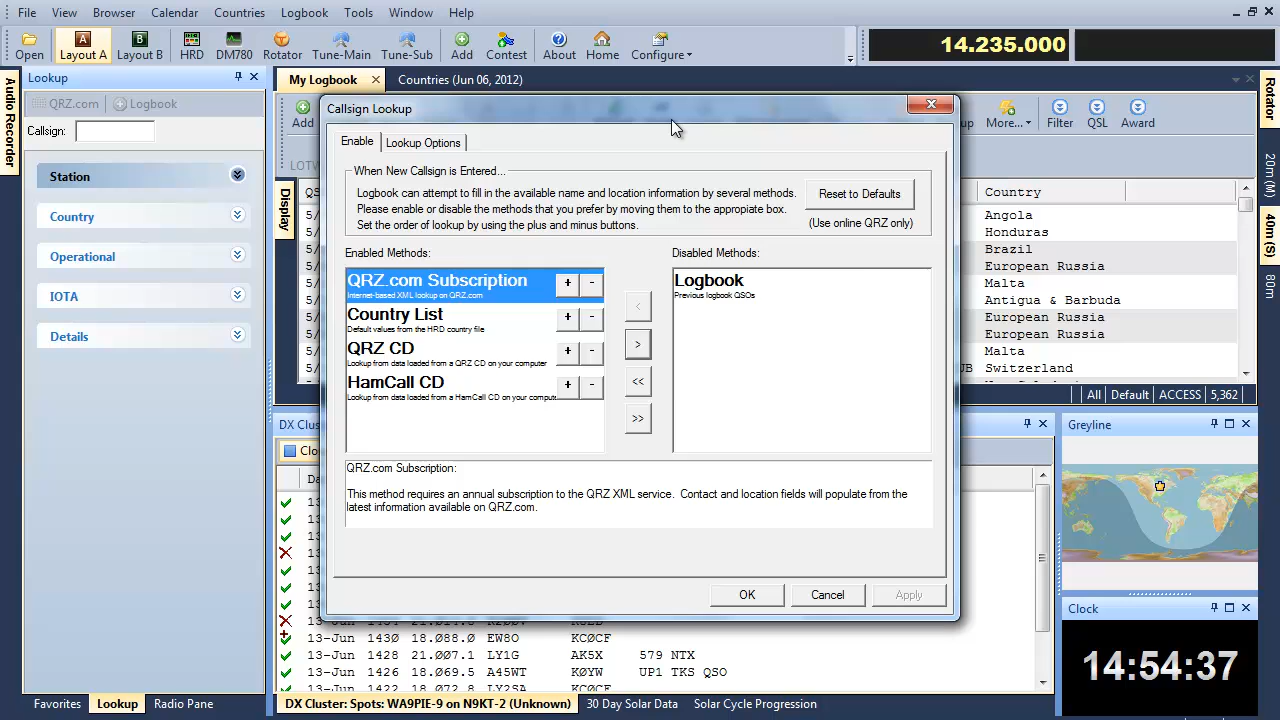 File View Browser Calendar Countries Logbook Tools Window Help
Open Layout A Layout B HRD DM780 Rotator Tune-Main Tune-Sub Add Contest About Home Configure
14.235.000
Lookup
My Logbook
Countries (Jun 06, 2012)
Audio Recorder
QRZ.com Logbook
Callsign:
Station
Country
Operational
IOTA
Details
Add
More...
Filter QSL Award
LOTW
Display
Callsign Lookup
Enable Lookup Options
When New Callsign is Entered...
Logbook can attempt to fill in the available name and location information by several methods.
Please enable or disable the methods that you prefer by moving them to the appropiate box.
Set the order of lookup by using the plus and minus buttons.
Reset to Defaults
(Use online QRZ only)
Enabled Methods:
QRZ.com Subscription + -
Internet-based XML lookup on QRZ.com
Country List + -
Default values from the HRD country file
QRZ CD + -
Lookup from data loaded from a QRZ CD on your computer
HamCall CD + -
Lookup from data loaded from a HamCall CD on your compute
<
>
<<
>>
Disabled Methods:
Logbook
Previous logbook QSOs
QRZ.com Subscription:
This method requires an annual subscription to the QRZ XML service. Contact and location fields will populate from the
latest information available on QRZ.com.
OK Cancel Apply
Country
Angola
Honduras
Brazil
European Russia
Malta
Antigua & Barbuda
European Russia
European Russia
Malta
Switzerland
All Default ACCESS 5,362
Rotator
20m (M)
40m (S)
80m
DX Cluster
13-Jun 1430 18.088.0 EW8O KC0CF
13-Jun 1428 21.007.1 LY1G AK5X 579 NTX
13-Jun 1426 18.069.5 A45WT K0YW UP1 TKS QSO
13-Jun 1422 18.072.8 LY2SA KC0CF
Greyline
Clock
14:54:37
Favorites Lookup Radio Pane
DX Cluster: Spots: WA9PIE-9 on N9KT-2 (Unknown) 30 Day Solar Data Solar Cycle Progression